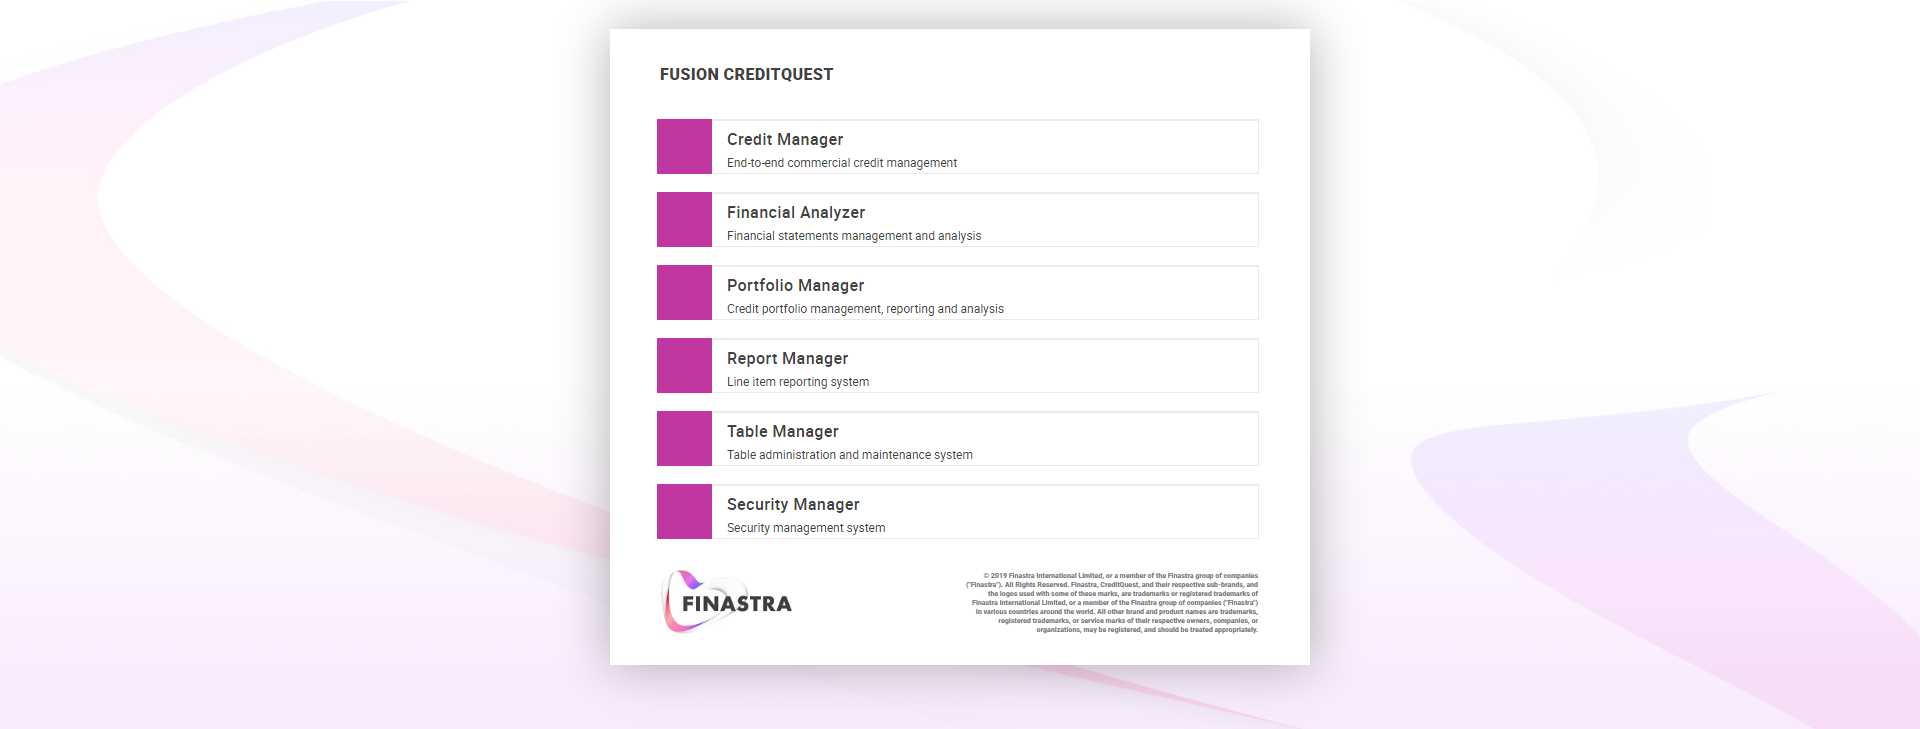 FUSION CREDITQUEST
Credit Manager
End-to-end commercial credit management
Financial Analyzer
Financial statements management and analysis
Portfolio Manager
Credit portfolio management, reporting and analysis
Report Manager
Line item reporting system
Table Manager
Table administration and maintenance system
Security Manager
Security management system
FINASTRA
© 2019 Finastra International Limited, or a member of the Finastra group of companies
("Finastra"). All Rights Reserved. Finastra, CreditQuest, and their respective sub-brands, and
the logos used with some of these marks, are trademarks or registered trademarks of
Finastra International Limited, or a member of the Finastra group of companies ("Finastra")
in various countries around the world. All other brand and product names are trademarks,
registered trademarks, or service marks of their respective owners, companies, or
organizations, may be registered, and should be treated appropriately.